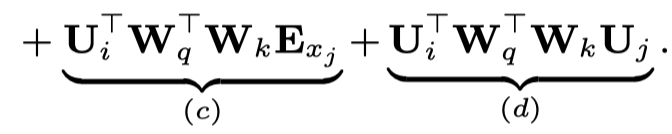 + U_i^⊤ W_q^⊤ W_k E_{x_j} + U_i^⊤ W_q^⊤ W_k U_j .
(c) (d)